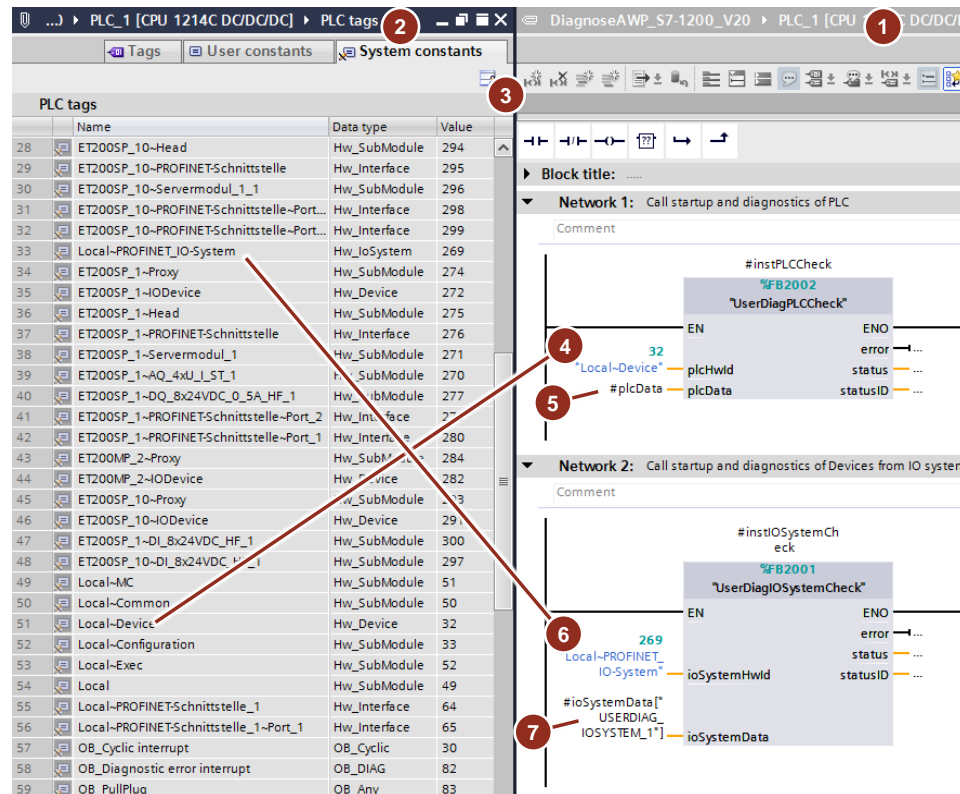 ...) ▸ PLC_1 [CPU 1214C DC/DC/DC] ▸ PLC tags
2
Tags
User constants
System constants
3
PLC tags
Name Data type Value
28 ET200SP_10~Head Hw_SubModule 294
29 ET200SP_10~PROFINET-Schnittstelle Hw_Interface 295
30 ET200SP_10~Servermodul_1_1 Hw_SubModule 296
31 ET200SP_10~PROFINET-Schnittstelle~Port... Hw_Interface 298
32 ET200SP_10~PROFINET-Schnittstelle~Port... Hw_Interface 299
33 Local~PROFINET_IO-System Hw_IoSystem 269
34 ET200SP_1~Proxy Hw_SubModule 274
35 ET200SP_1~IODevice Hw_Device 272
36 ET200SP_1~Head Hw_SubModule 275
37 ET200SP_1~PROFINET-Schnittstelle Hw_Interface 276
38 ET200SP_1~Servermodul_1 Hw_SubModule 271
39 ET200SP_1~AQ_4xU_I_ST_1 Hw_SubModule 270
40 ET200SP_1~DQ_8x24VDC_0_5A_HF_1 Hw_SubModule 277
41 ET200SP_1~PROFINET-Schnittstelle~Port_2 Hw_Interface
42 ET200SP_1~PROFINET-Schnittstelle~Port_1 Hw_Interface 280
43 ET200MP_2~Proxy Hw_SubModule 284
44 ET200MP_2~IODevice Hw_Device 282
45 ET200SP_10~Proxy Hw_SubModule
46 ET200SP_10~IODevice Hw_Device 291
47 ET200SP_1~DI_8x24VDC_HF_1 Hw_SubModule 300
48 ET200SP_10~DI_8x24VDC_HF_1 Hw_SubModule 297
49 Local~MC Hw_SubModule 51
50 Local~Common Hw_SubModule 50
51 Local~Device Hw_Device 32
52 Local~Configuration Hw_SubModule 33
53 Local~Exec Hw_SubModule 52
54 Local Hw_SubModule 49
55 Local~PROFINET-Schnittstelle_1 Hw_Interface 64
56 Local~PROFINET-Schnittstelle_1~Port_1 Hw_Interface 65
57 OB_Cyclic interrupt OB_Cyclic 30
58 OB_Diagnostic error interrupt OB_DIAG 82
59 OB_PullPlug OB_Any 83
DiagnoseAWP_S7-1200_V20 ▸ PLC_1 [CPU DC/DC/D
1
??
Block title: .....
Network 1: Call startup and diagnostics of PLC
Comment
#instPLCCheck
%FB2002
"UserDiagPLCCheck"
EN ENO
4
error ...
32
"Local~Device" plcHwId status ...
5
#plcData plcData statusID ...
Network 2: Call startup and diagnostics of Devices from IO system
Comment
#instIOSystemCh
eck
%FB2001
"UserDiagIOSystemCheck"
EN ENO
6
error ...
269
Local~PROFINET_ status ...
IO-System" ioSystemHwId statusID ...
7
#ioSystemData["
USERDIAG_
IOSYSTEM_1"] ioSystemData